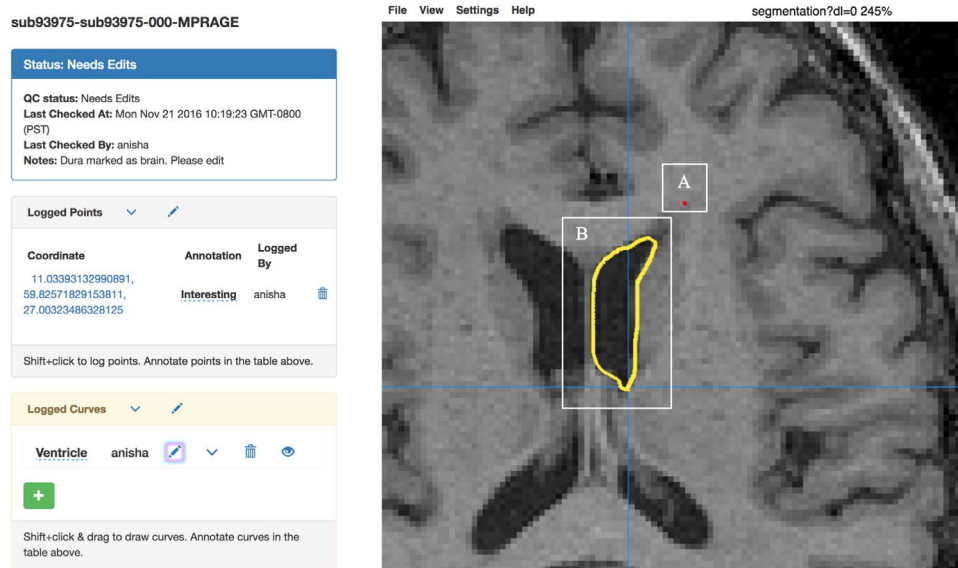 sub93975-sub93975-000-MPRAGE
Status: Needs Edits
QC status: Needs Edits
Last Checked At: Mon Nov 21 2016 10:19:23 GMT-0800
(PST)
Last Checked By: anisha
Notes: Dura marked as brain. Please edit
Logged Points
Coordinate Annotation Logged By
11.03393132990891,
59.82571829153811,
27.00323486328125
Interesting anisha
Shift+click to log points. Annotate points in the table above.
Logged Curves
Ventricle anisha
+
Shift+click & drag to draw curves. Annotate curves in the
table above.
File View Settings Help segmentation?dl=0 245%
A
B